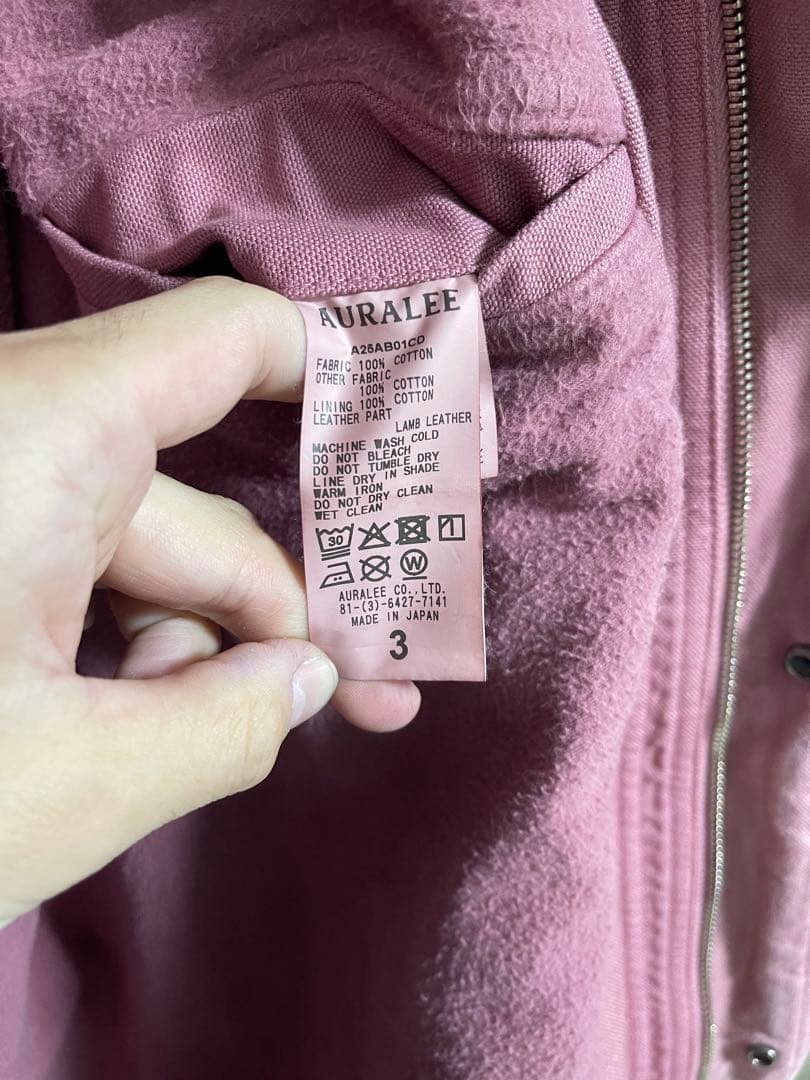 AURALEE
A25AB01CD
FABRIC 100% COTTON
OTHER FABRIC
100% COTTON
LINING 100% COTTON
LEATHER PART
LAMB LEATHER
MACHINE WASH COLD
DO NOT BLEACH
DO NOT TUMBLE DRY
LINE DRY IN SHADE
WARM IRON
DO NOT DRY CLEAN
WET CLEAN
30
W
AURALEE CO.,LTD.
81-(3)-6427-7141
MADE IN JAPAN
3